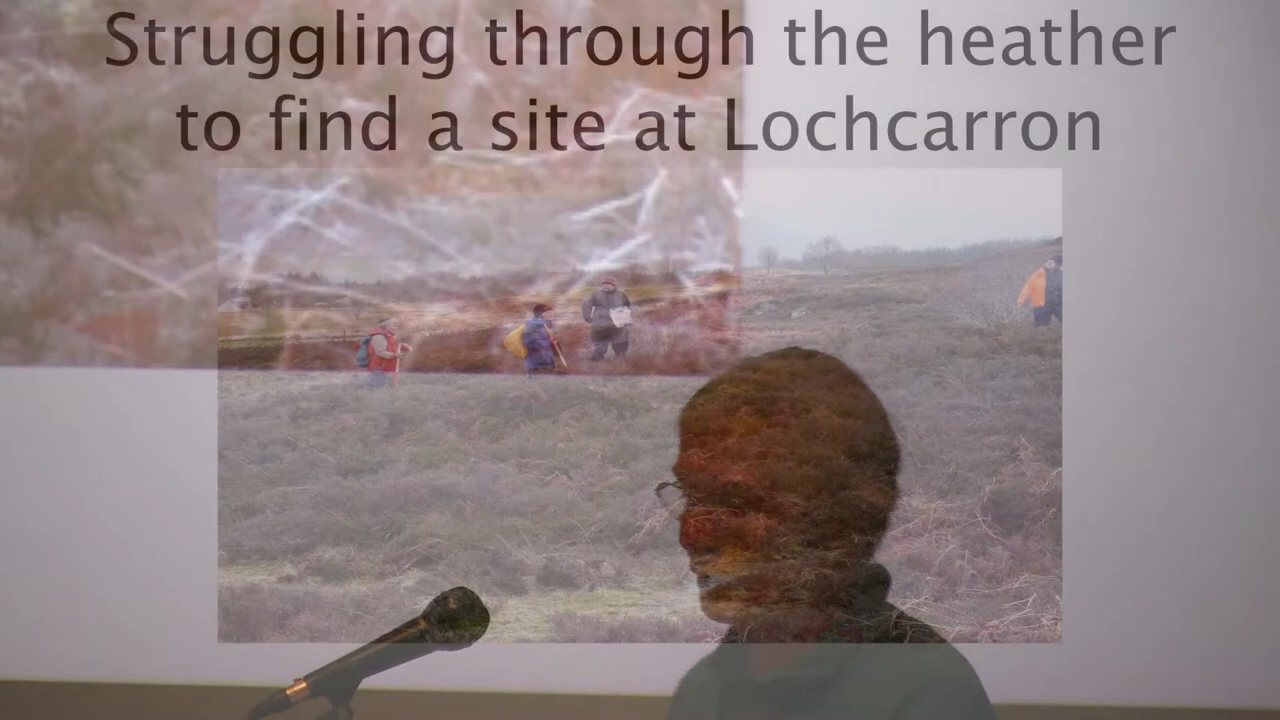 Struggling through the heather
to find a site at Lochcarron